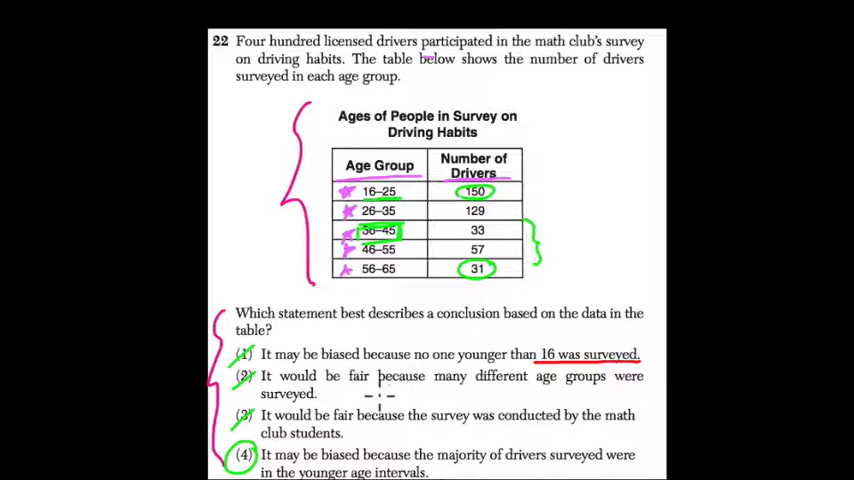 22 Four hundred licensed drivers participated in the math club's survey
on driving habits. The table below shows the number of drivers
surveyed in each age group.
Ages of People in Survey on
Driving Habits
Age Group Number of
Drivers
16–25 150
26–35 129
36–45 33
46–55 57
56–65 31
Which statement best describes a conclusion based on the data in the
table?
(1) It may be biased because no one younger than 16 was surveyed.
(2) It would be fair because many different age groups were
surveyed.
(3) It would be fair because the survey was conducted by the math
club students.
(4) It may be biased because the majority of drivers surveyed were
in the younger age intervals.